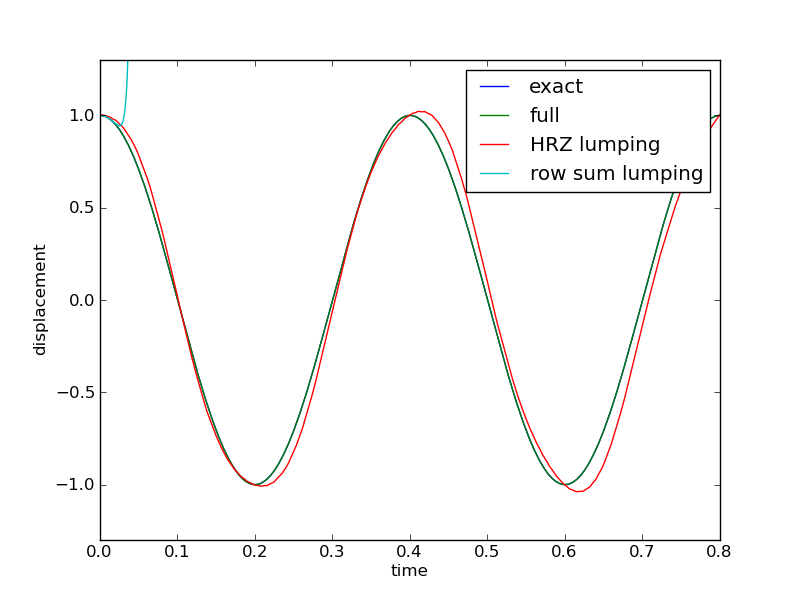 1.0
0.5
0.0
−0.5
−1.0
displacement
exact
full
HRZ lumping
row sum lumping
0.0 0.1 0.2 0.3 0.4 0.5 0.6 0.7 0.8
time